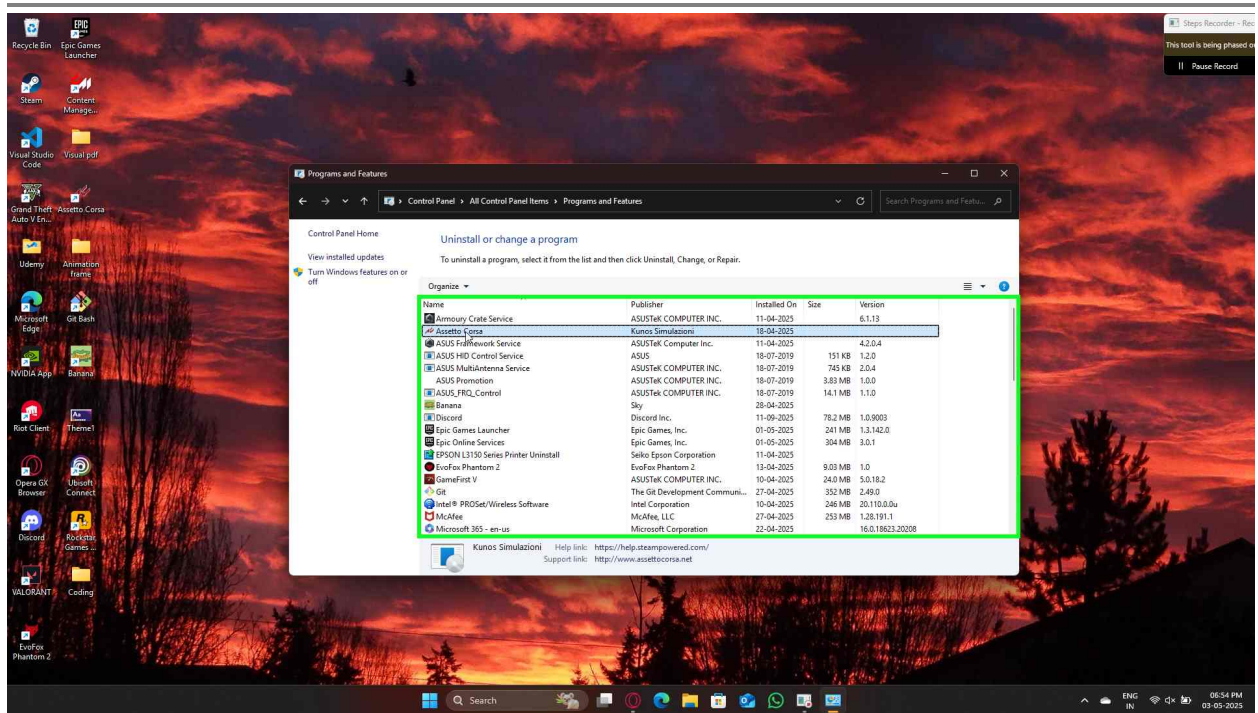 Recycle Bin
Epic Games
Launcher
Steam
Content
Manage...
Visual Studio
Code
Visual pdf
Grand Theft
Auto V En...
Assetto Corsa
Udemy
Animation
frame
Microsoft
Edge
Git Bash
NVIDIA App
Banana
Riot Client
Theme1
Opera GX
Browser
Ubisoft
Connect
Discord
Rockstar
Games ...
VALORANT
Coding
EvoFox
Phantom 2
Steps Recorder - Rec
This tool is being phased o
Pause Record
Programs and Features
Control Panel > All Control Panel Items > Programs and Features
Search Programs and Featu...
Control Panel Home
View installed updates
Turn Windows features on or
off
Uninstall or change a program
To uninstall a program, select it from the list and then click Uninstall, Change, or Repair.
Organize
Name Publisher Installed On Size Version
Armoury Crate Service ASUSTeK COMPUTER INC. 11-04-2025 6.1.13
Assetto Corsa Kunos Simulazioni 18-04-2025
ASUS Framework Service ASUSTeK Computer Inc. 11-04-2025 4.2.0.4
ASUS HID Control Service ASUS 18-07-2019 151 KB 1.2.0
ASUS MultiAntenna Service ASUSTeK COMPUTER INC. 18-07-2019 745 KB 2.0.4
ASUS Promotion ASUSTeK COMPUTER INC. 18-07-2019 3.83 MB 1.0.0
ASUS_FRQ_Control ASUSTek COMPUTER INC. 18-07-2019 14.1 MB 1.1.0
Banana Sky 28-04-2025
Discord Discord Inc. 11-09-2025 78.2 MB 1.0.9003
Epic Games Launcher Epic Games, Inc. 01-05-2025 241 MB 1.3.142.0
Epic Online Services Epic Games, Inc. 01-05-2025 304 MB 3.0.1
EPSON L3150 Series Printer Uninstall Seiko Epson Corporation 11-04-2025
EvoFox Phantom 2 EvoFox Phantom 2 13-04-2025 9.03 MB 1.0
GameFirst V ASUSTeK COMPUTER INC. 10-04-2025 24.0 MB 5.0.18.2
Git The Git Development Communi... 27-04-2025 352 MB 2.49.0
Intel® PROSet/Wireless Software Intel Corporation 10-04-2025 246 MB 20.110.0.0u
McAfee McAfee, LLC 27-04-2025 253 MB 1.28.191.1
Microsoft 365 - en-us Microsoft Corporation 22-04-2025 16.0.18623.20208
Kunos Simulazioni Help link: https://help.steampowered.com/
Support link: http://www.assettocorsa.net
Search
ENG
IN
06:54 PM
03-05-2025